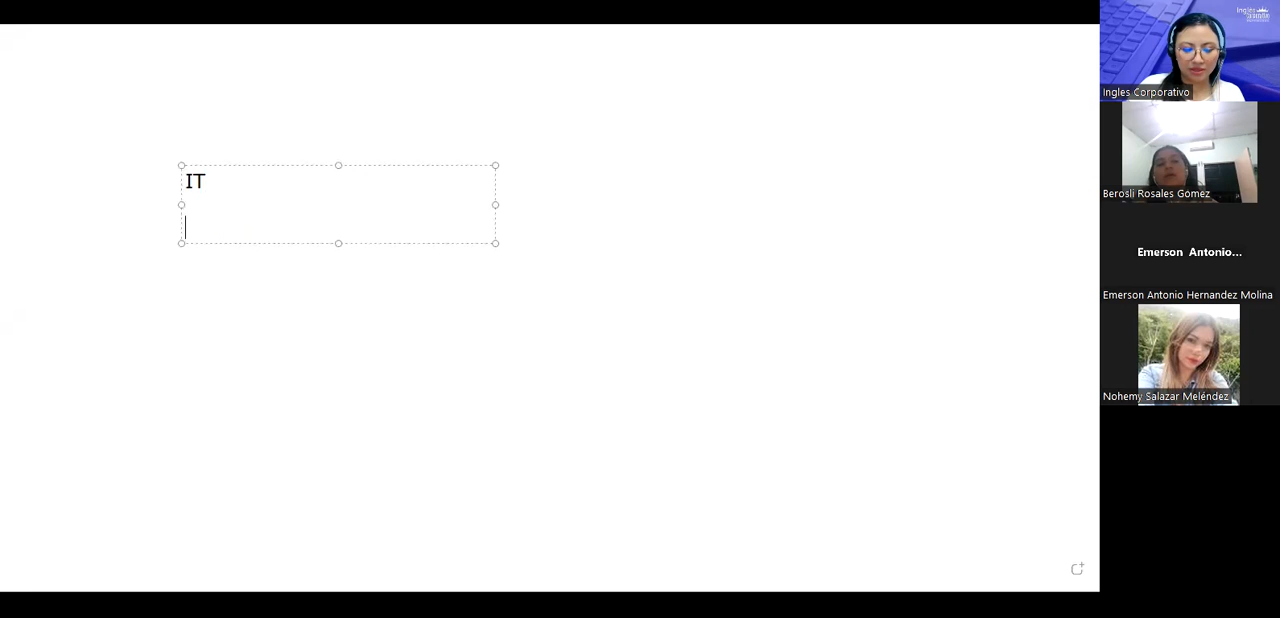 IT
Ingles Corporativo
Berosli Rosales Gomez
Emerson Antonio...
Emerson Antonio Hernandez Molina
Nohemy Salazar Meléndez